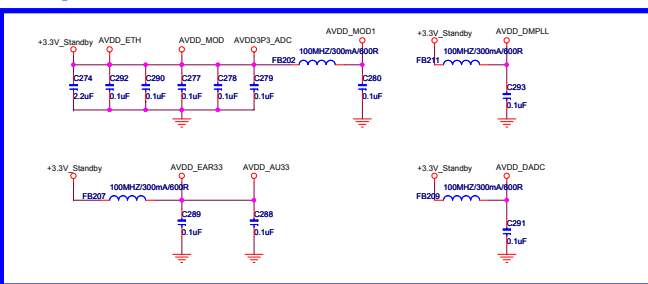 +3.3V_Standby AVDD_ETH AVDD_MOD AVDD3P3_ADC AVDD_MOD1 +3.3V_Standby AVDD_DMPLL
FB202 100MHZ/300mA/600R FB211 100MHZ/300mA/600R
C274 C292 C290 C277 C278 C279 C280 C293
2.2uF 0.1uF 0.1uF 0.1uF 0.1uF 0.1uF 0.1uF 0.1uF
+3.3V_Standby AVDD_EAR33 AVDD_AU33 +3.3V_Standby AVDD_DADC
FB207 100MHZ/300mA/600R FB209 100MHZ/300mA/600R
C289 C288 C291
0.1uF 0.1uF 0.1uF